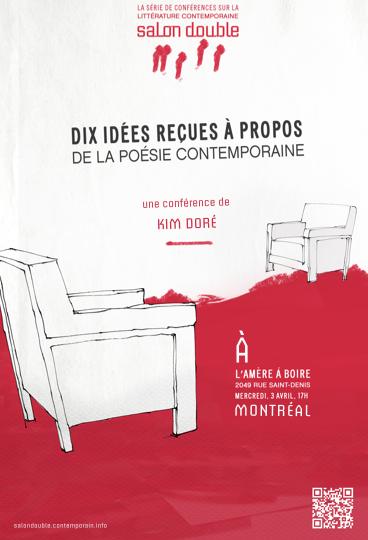 LA SÉRIE DE CONFÉRENCES SUR LA
LITTÉRATURE CONTEMPORAINE
salon double
DIX IDÉES REÇUES À PROPOS
DE LA POÉSIE CONTEMPORAINE
une conférence de
KIM DORÉ
À
L'AMÈRE À BOIRE
2049 RUE SAINT-DENIS
MERCREDI, 3 AVRIL, 17H
MONTRÉAL
salondouble.contemporain.info